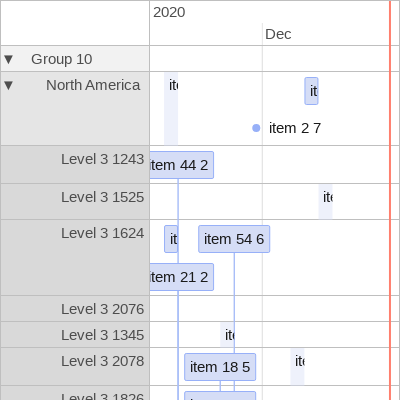 2020
Dec
▼ Group 10
▼ North America
ite
it
item 2 7
Level 3 1243
item 44 2
Level 3 1525
ite
Level 3 1624
it
item 54 6
item 21 2
Level 3 2076
Level 3 1345
ite
Level 3 2078
item 18 5
ite
Level 3 1826